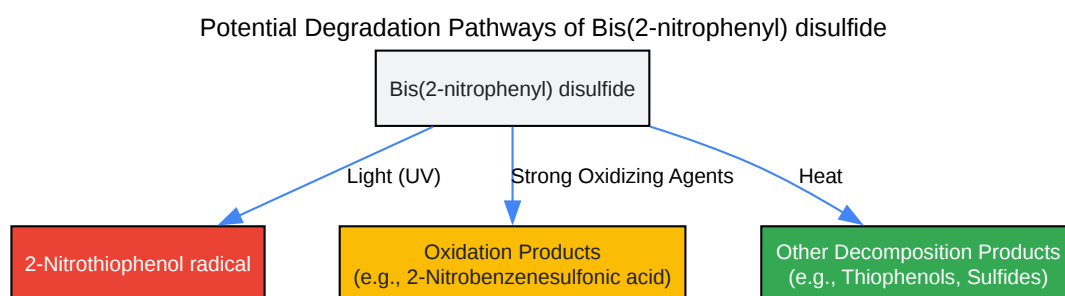 Potential Degradation Pathways of Bis(2-nitrophenyl) disulfide
Bis(2-nitrophenyl) disulfide
Light (UV)
Strong Oxidizing Agents
Heat
2-Nitrothiophenol radical
Oxidation Products
(e.g., 2-Nitrobenzenesulfonic acid)
Other Decomposition Products
(e.g., Thiophenols, Sulfides)